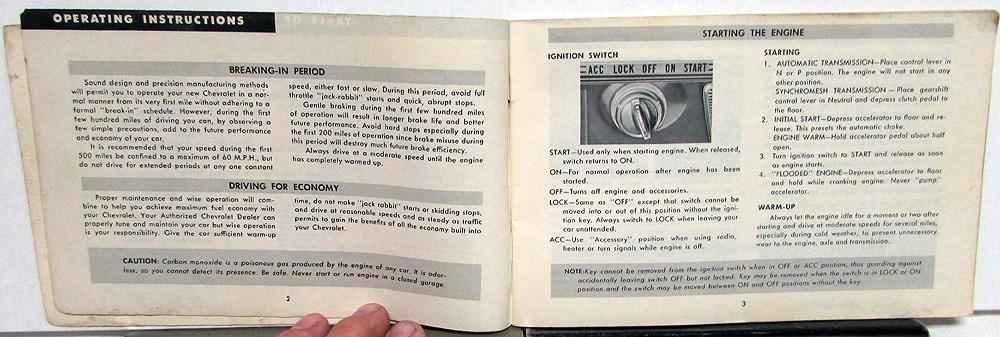 OPERATING INSTRUCTIONS
BREAKING-IN PERIOD
Sound design and precision manufacturing methods
will permit you to operate your new Chevrolet in a nor-
mal manner from its very first mile without adhering to a
formal "break-in" schedule. However, during the first
few hundred miles of driving you can, by observing a
few simple precautions, add to the future performance
and economy of your car.
It is recommended that your speed during the first
500 miles be confined to a maximum of 60 M.P.H., but
do not drive for extended periods at any one constant
speed, either fast or slow. During this period, avoid full
throttle "jack-rabbit" starts and quick, abrupt stops.
Gentle braking during the first few hundred miles
of operation will result in longer brake life and better
future performance. Avoid hard stops especially during
the first 200 miles of operation since brake misuse during
this period will destroy much future brake efficiency.
Always drive at a moderate speed until the engine
has completely warmed up.
DRIVING FOR ECONOMY
Proper maintenance and wise operation will com-
bine to help you achieve maximum fuel economy with
your Chevrolet. Your Authorized Chevrolet Dealer can
properly tune and maintain your car but wise operation
is your responsibility. Give the car sufficient warm-up
time, do not make "jack rabbit" starts or skidding stops,
and drive at reasonable speeds and as steady as traffic
permits to gain the benefits of all the economy built into
your Chevrolet.
CAUTION: Carbon monoxide is a poisonous gas produced by the engine of any car. It is odor-
less, so you cannot detect its presence. Be safe. Never start or run engine in a closed garage.
2
STARTING THE ENGINE
IGNITION SWITCH
ACC LOCK OFF ON START
START—Used only when starting engine. When released,
switch returns to ON.
ON—For normal operation after engine has been
started.
OFF—Turns off engine and accessories.
LOCK—Same as "OFF" except that switch cannot be
moved into or out of this position without the igni-
tion key. Always switch to LOCK when leaving your
car unattended.
ACC—Use "Accessory" position when using radio,
heater or turn signals while engine is off.
STARTING
1. AUTOMATIC TRANSMISSION—Place control lever in
N or P position. The engine will not start in any
other position.
SYNCHROMESH TRANSMISSION — Place gearshift
control lever in Neutral and depress clutch pedal to
the floor.
2. INITIAL START—Depress accelerator to floor and re-
lease. This presets the automatic choke.
ENGINE WARM—Hold accelerator pedal about half
open.
3. Turn ignition switch to START and release as soon
as engine starts.
4. "FLOODED" ENGINE—Depress accelerator to floor
and hold while cranking engine. Never "pump"
accelerator.
WARM-UP
Always let the engine idle for a moment or two after
starting and drive at moderate speeds for several miles,
especially during cold weather, to prevent unnecessary
wear to the engine, axle and transmission.
NOTE: Key cannot be removed from the ignition switch when in OFF or ACC position, thus guarding against
accidentally leaving switch OFF but not locked. Key may be removed when the switch is in LOCK or ON
position and the switch may be moved between ON and OFF positions without the key
3